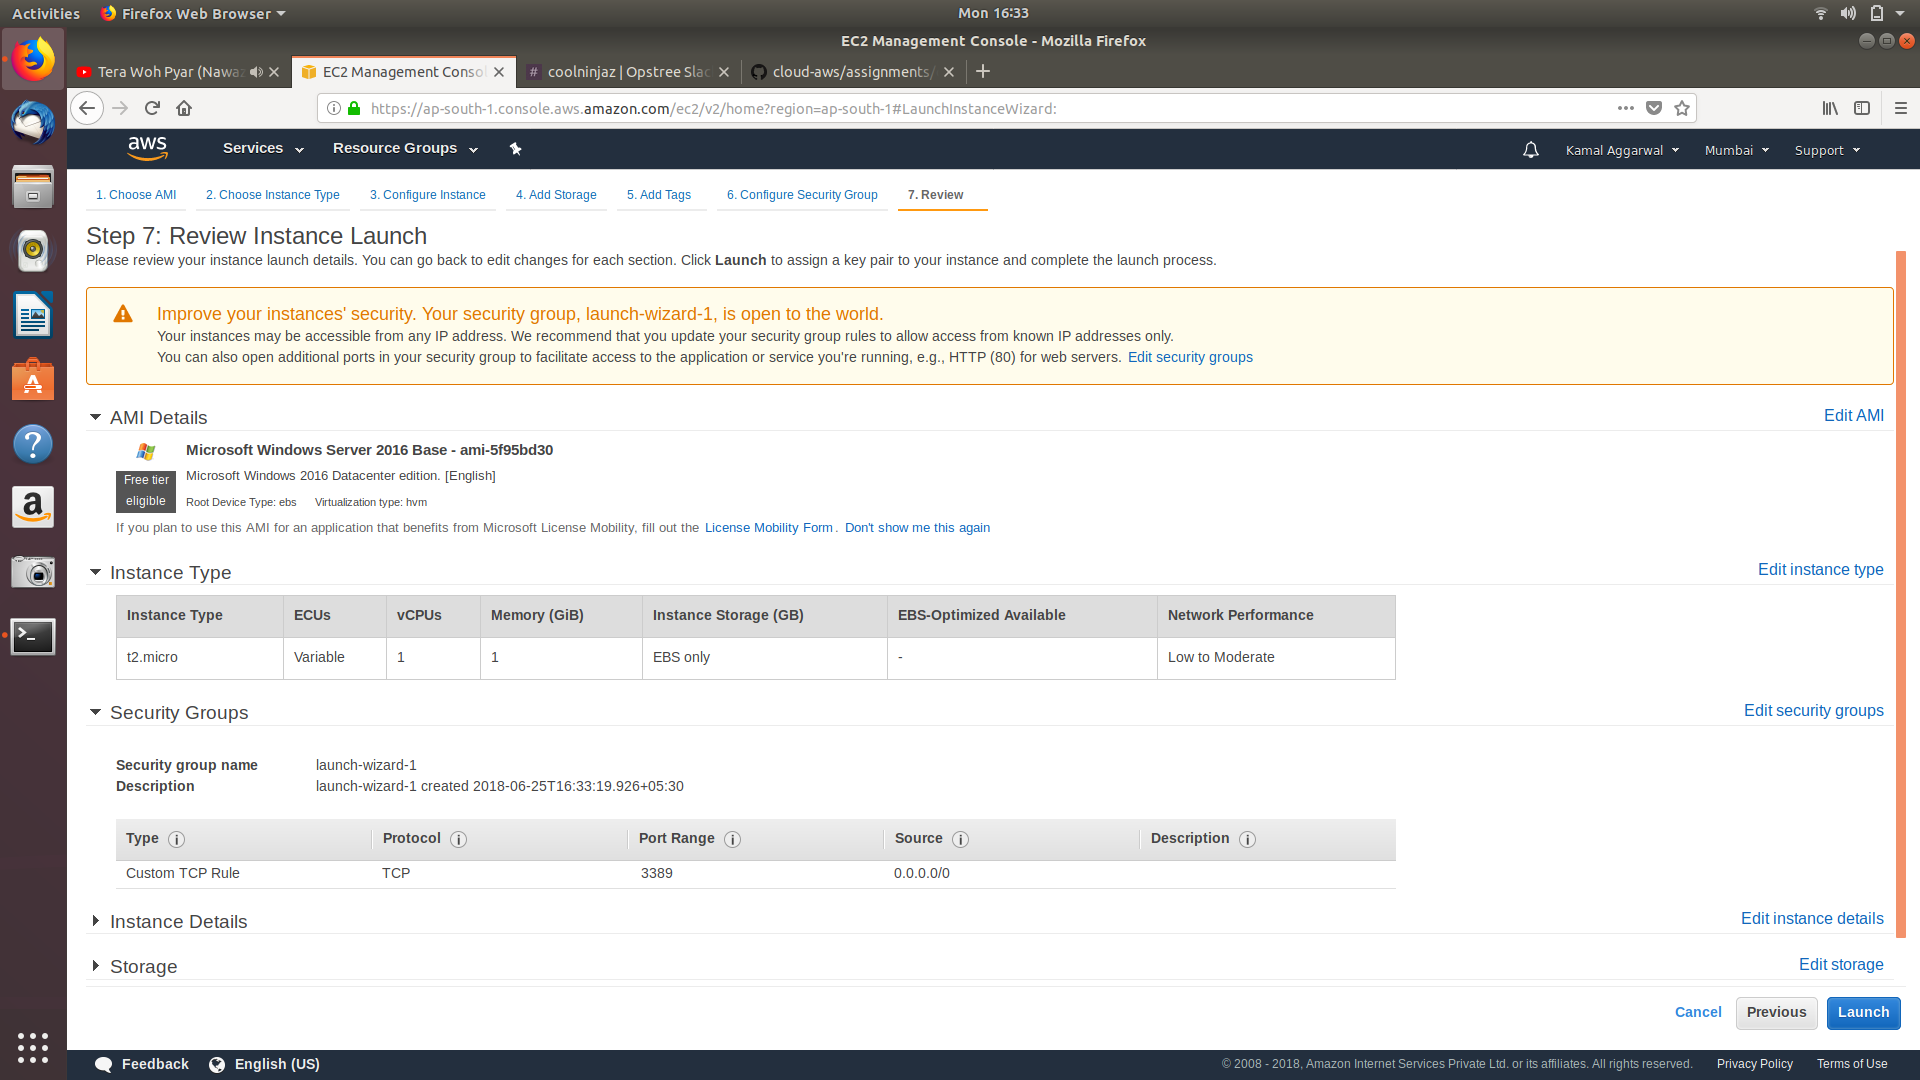 Activities
Firefox Web Browser
Mon 16:33
EC2 Management Console - Mozilla Firefox
Tera Woh Pyar (Nawaz
EC2 Management Consol
coolninjaz | Opstree Slac
cloud-aws/assignments/
https://ap-south-1.console.aws.amazon.com/ec2/v2/home?region=ap-south-1#LaunchInstanceWizard:
aws
Services
Resource Groups
Kamal Aggarwal
Mumbai
Support
1. Choose AMI
2. Choose Instance Type
3. Configure Instance
4. Add Storage
5. Add Tags
6. Configure Security Group
7. Review
Step 7: Review Instance Launch
Please review your instance launch details. You can go back to edit changes for each section. Click Launch to assign a key pair to your instance and complete the launch process.
Improve your instances' security. Your security group, launch-wizard-1, is open to the world.
Your instances may be accessible from any IP address. We recommend that you update your security group rules to allow access from known IP addresses only.
You can also open additional ports in your security group to facilitate access to the application or service you're running, e.g., HTTP (80) for web servers. Edit security groups
AMI Details
Edit AMI
Microsoft Windows Server 2016 Base - ami-5f95bd30
Free tier
eligible
Microsoft Windows 2016 Datacenter edition. [English]
Root Device Type: ebs Virtualization type: hvm
If you plan to use this AMI for an application that benefits from Microsoft License Mobility, fill out the License Mobility Form. Don't show me this again
Instance Type
Edit instance type
Instance Type ECUs vCPUs Memory (GiB) Instance Storage (GB) EBS-Optimized Available Network Performance
t2.micro Variable 1 1 EBS only - Low to Moderate
Security Groups
Edit security groups
Security group name launch-wizard-1
Description launch-wizard-1 created 2018-06-25T16:33:19.926+05:30
Type Protocol Port Range Source Description
Custom TCP Rule TCP 3389 0.0.0.0/0
Instance Details
Edit instance details
Storage
Edit storage
Cancel
Previous
Launch
Feedback
English (US)
© 2008 - 2018, Amazon Internet Services Private Ltd. or its affiliates. All rights reserved.
Privacy Policy
Terms of Use